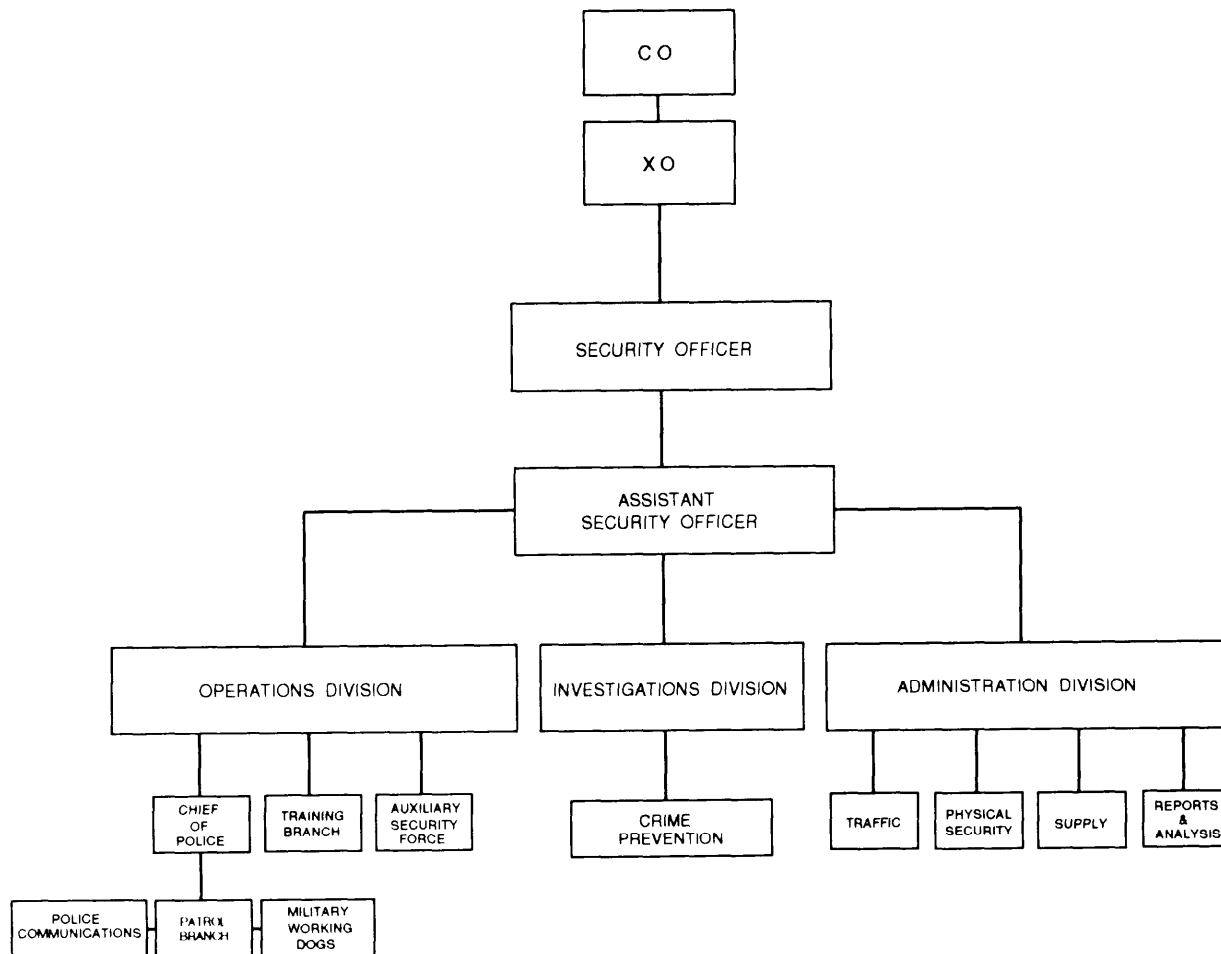 CO
XO
SECURITY OFFICER
ASSISTANT
SECURITY OFFICER
OPERATIONS DIVISION
INVESTIGATIONS DIVISION
ADMINISTRATION DIVISION
CHIEF
OF
POLICE
TRAINING
BRANCH
AUXILIARY
SECURITY
FORCE
CRIME
PREVENTION
TRAFFIC
PHYSICAL
SECURITY
SUPPLY
REPORTS
&
ANALYSIS
POLICE
COMMUNICATIONS
PATROL
BRANCH
MILITARY
WORKING
DOGS